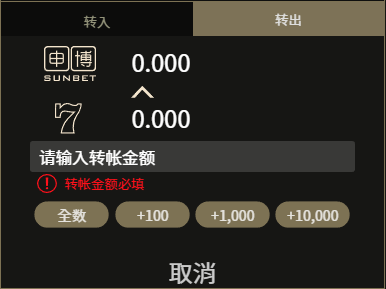 转入
转出
申博
SUNBET
0.000
7
0.000
请输入转帐金额
! 转帐金额必填
全数
+100
+1,000
+10,000
取消